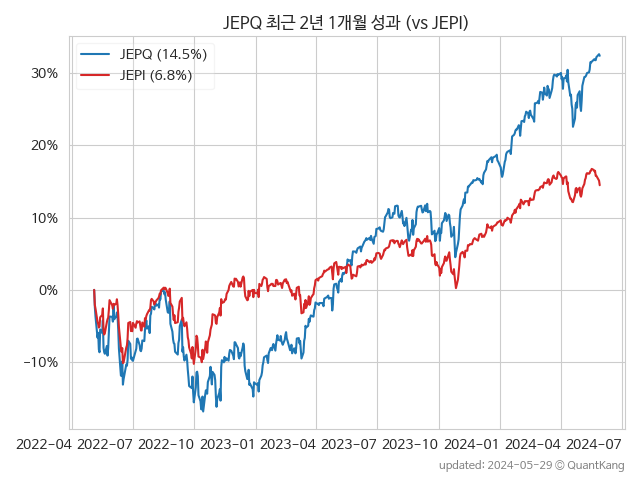 JEPQ 최근 2년 1개월 성과 (vs JEPI)
JEPQ (14.5%)
JEPI (6.8%)
30%
20%
10%
0%
−10%
2022-04 2022-07 2022-10 2023-01 2023-04 2023-07 2023-10 2024-01 2024-04 2024-07
updated: 2024-05-29 © QuantKang